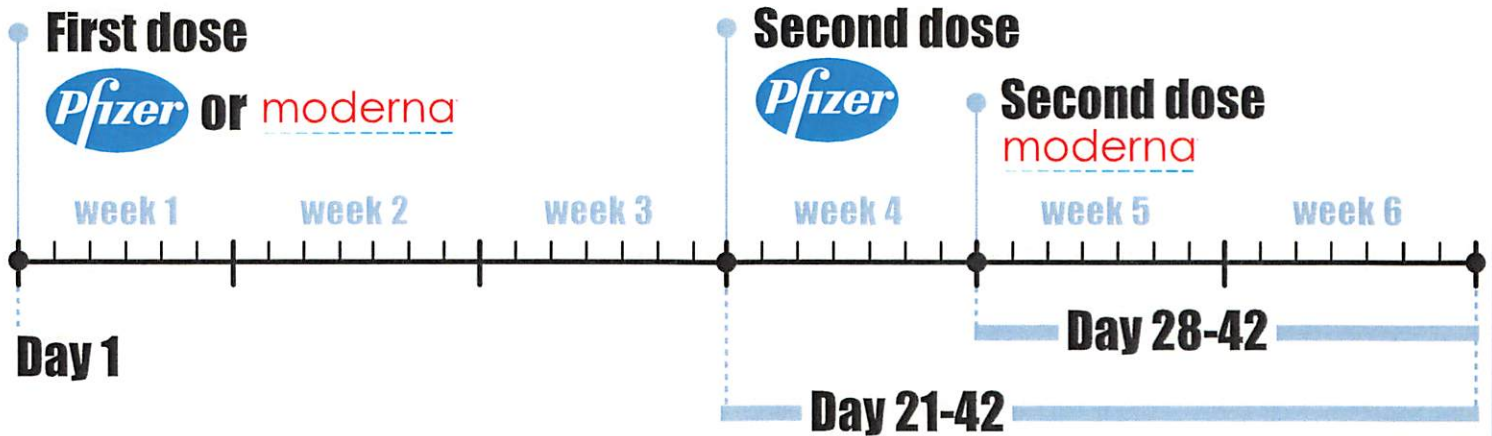 First dose
Pfizer or moderna
Second dose
Pfizer
Second dose
moderna
week 1 week 2 week 3 week 4 week 5 week 6
Day 1
Day 28-42
Day 21-42